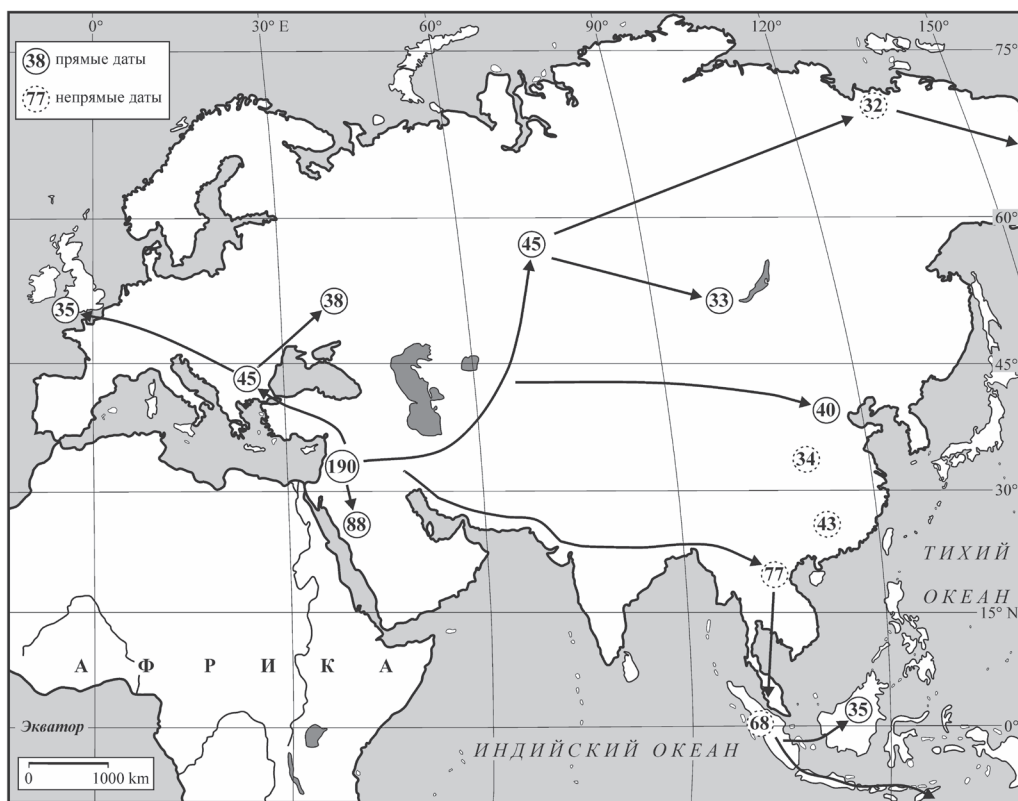 0° 30° E 60° 90° 120° 150°
75°
38 прямые даты
77 непрямые даты
32
60°
45
33
35
38
45
45°
40
190
34
30°
88
43
ТИХИЙ
77
ОКЕАН
15° N
А Ф Р И К А
35
68
0°
Экватор
ИНДИЙСКИЙ ОКЕАН
0 1000 km